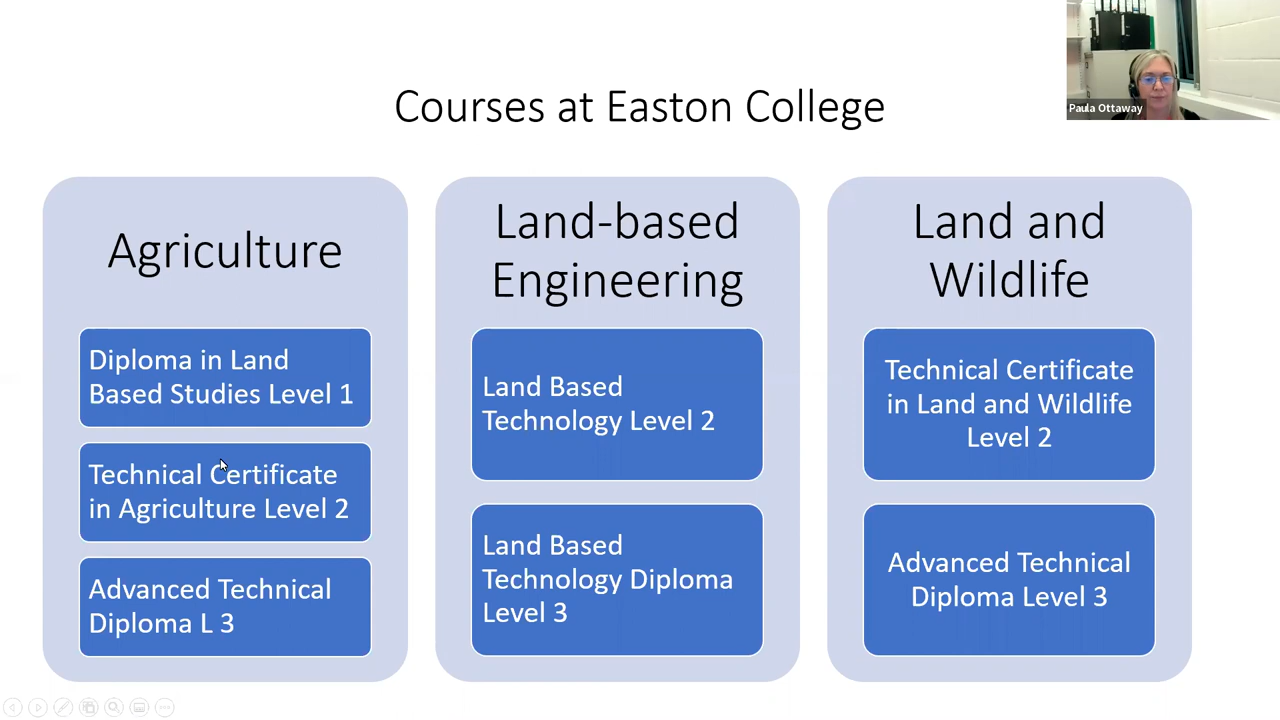 Paula Ottaway
Courses at Easton College
Agriculture
Diploma in Land
Based Studies Level 1
Technical Certificate
in Agriculture Level 2
Advanced Technical
Diploma L 3
Land-based
Engineering
Land Based
Technology Level 2
Land Based
Technology Diploma
Level 3
Land and
Wildlife
Technical Certificate
in Land and Wildlife
Level 2
Advanced Technical
Diploma Level 3